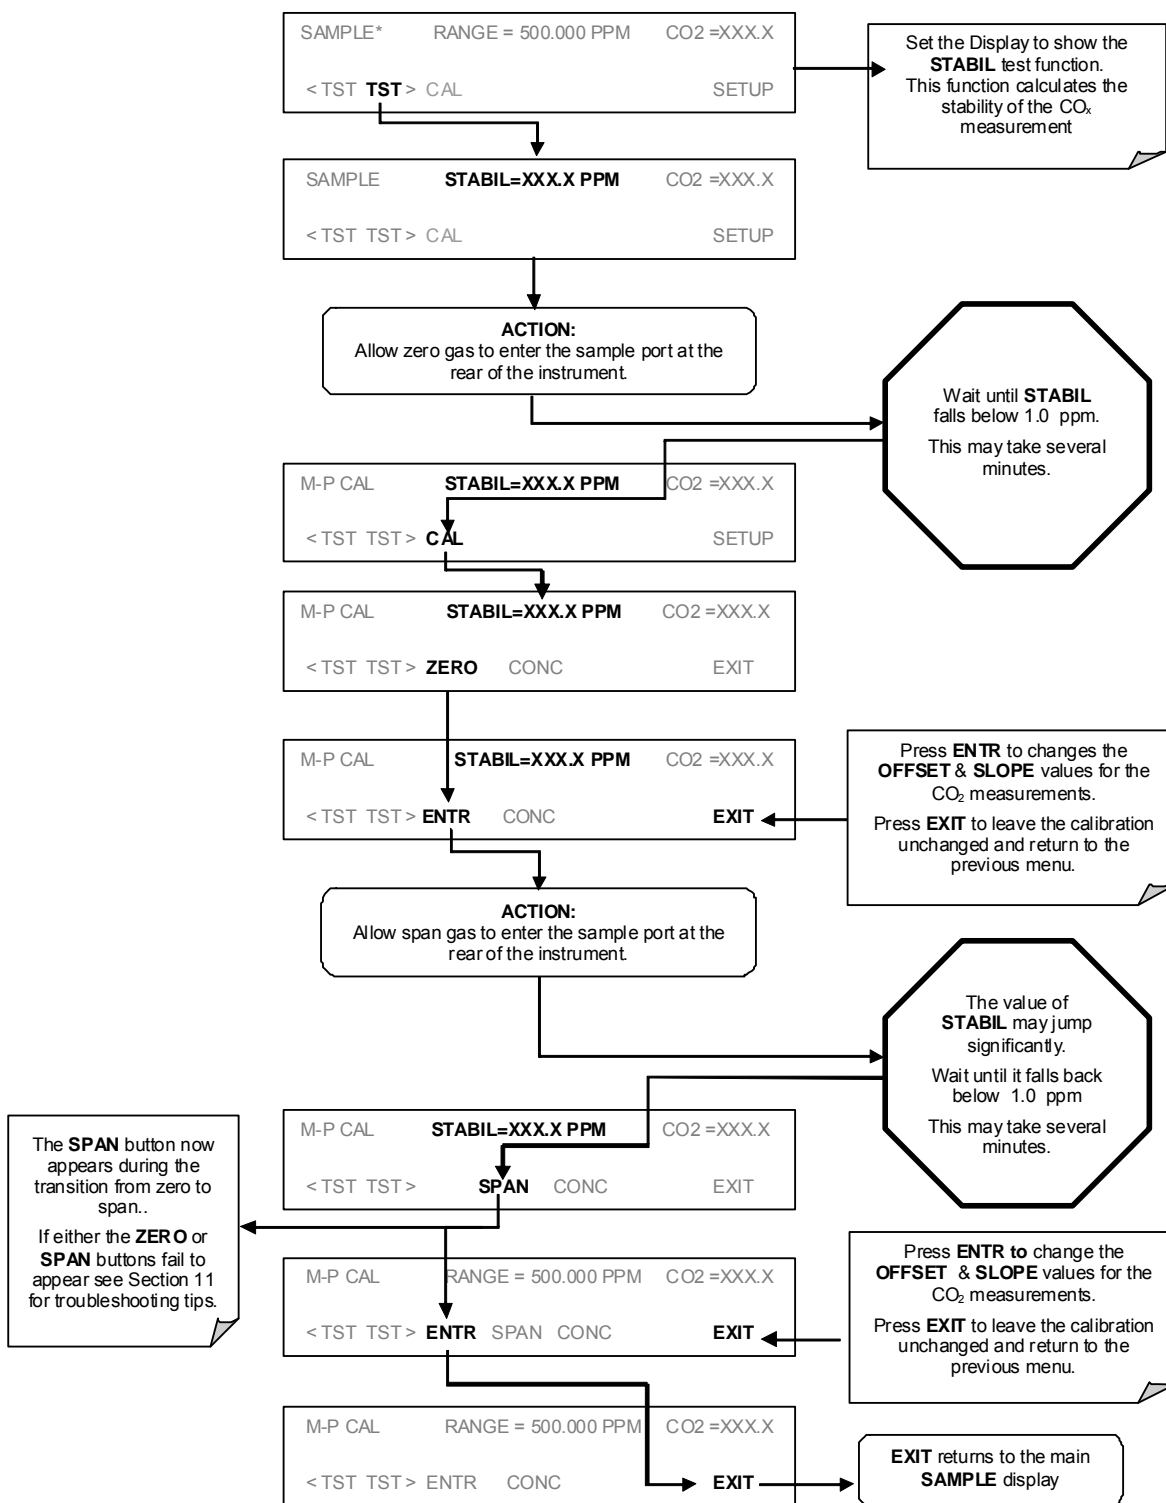 SAMPLE* RANGE = 500.000 PPM CO2 =XXX.X
< TST TST > CAL SETUP
Set the Display to show the
STABIL test function.
This function calculates the
stability of the COx
measurement
SAMPLE STABIL=XXX.X PPM CO2 =XXX.X
< TST TST > CAL SETUP
ACTION:
Allow zero gas to enter the sample port at the
rear of the instrument.
Wait until STABIL
falls below 1.0 ppm.
This may take several
minutes.
M-P CAL STABIL=XXX.X PPM CO2 =XXX.X
< TST TST > CAL SETUP
M-P CAL STABIL=XXX.X PPM CO2 =XXX.X
< TST TST > ZERO CONC EXIT
M-P CAL STABIL=XXX.X PPM CO2 =XXX.X
< TST TST > ENTR CONC EXIT
Press ENTR to changes the
OFFSET & SLOPE values for the
CO2 measurements.
Press EXIT to leave the calibration
unchanged and return to the
previous menu.
ACTION:
Allow span gas to enter the sample port at the
rear of the instrument.
The value of
STABIL may jump
significantly.
Wait until it falls back
below 1.0 ppm
This may take several
minutes.
M-P CAL STABIL=XXX.X PPM CO2 =XXX.X
< TST TST > SPAN CONC EXIT
The SPAN button now
appears during the
transition from zero to
span..
If either the ZERO or
SPAN buttons fail to
appear see Section 11
for troubleshooting tips.
M-P CAL RANGE = 500.000 PPM CO2 =XXX.X
< TST TST > ENTR SPAN CONC EXIT
Press ENTR to change the
OFFSET & SLOPE values for the
CO2 measurements.
Press EXIT to leave the calibration
unchanged and return to the
previous menu.
M-P CAL RANGE = 500.000 PPM CO2 =XXX.X
< TST TST > ENTR CONC EXIT
EXIT returns to the main
SAMPLE display